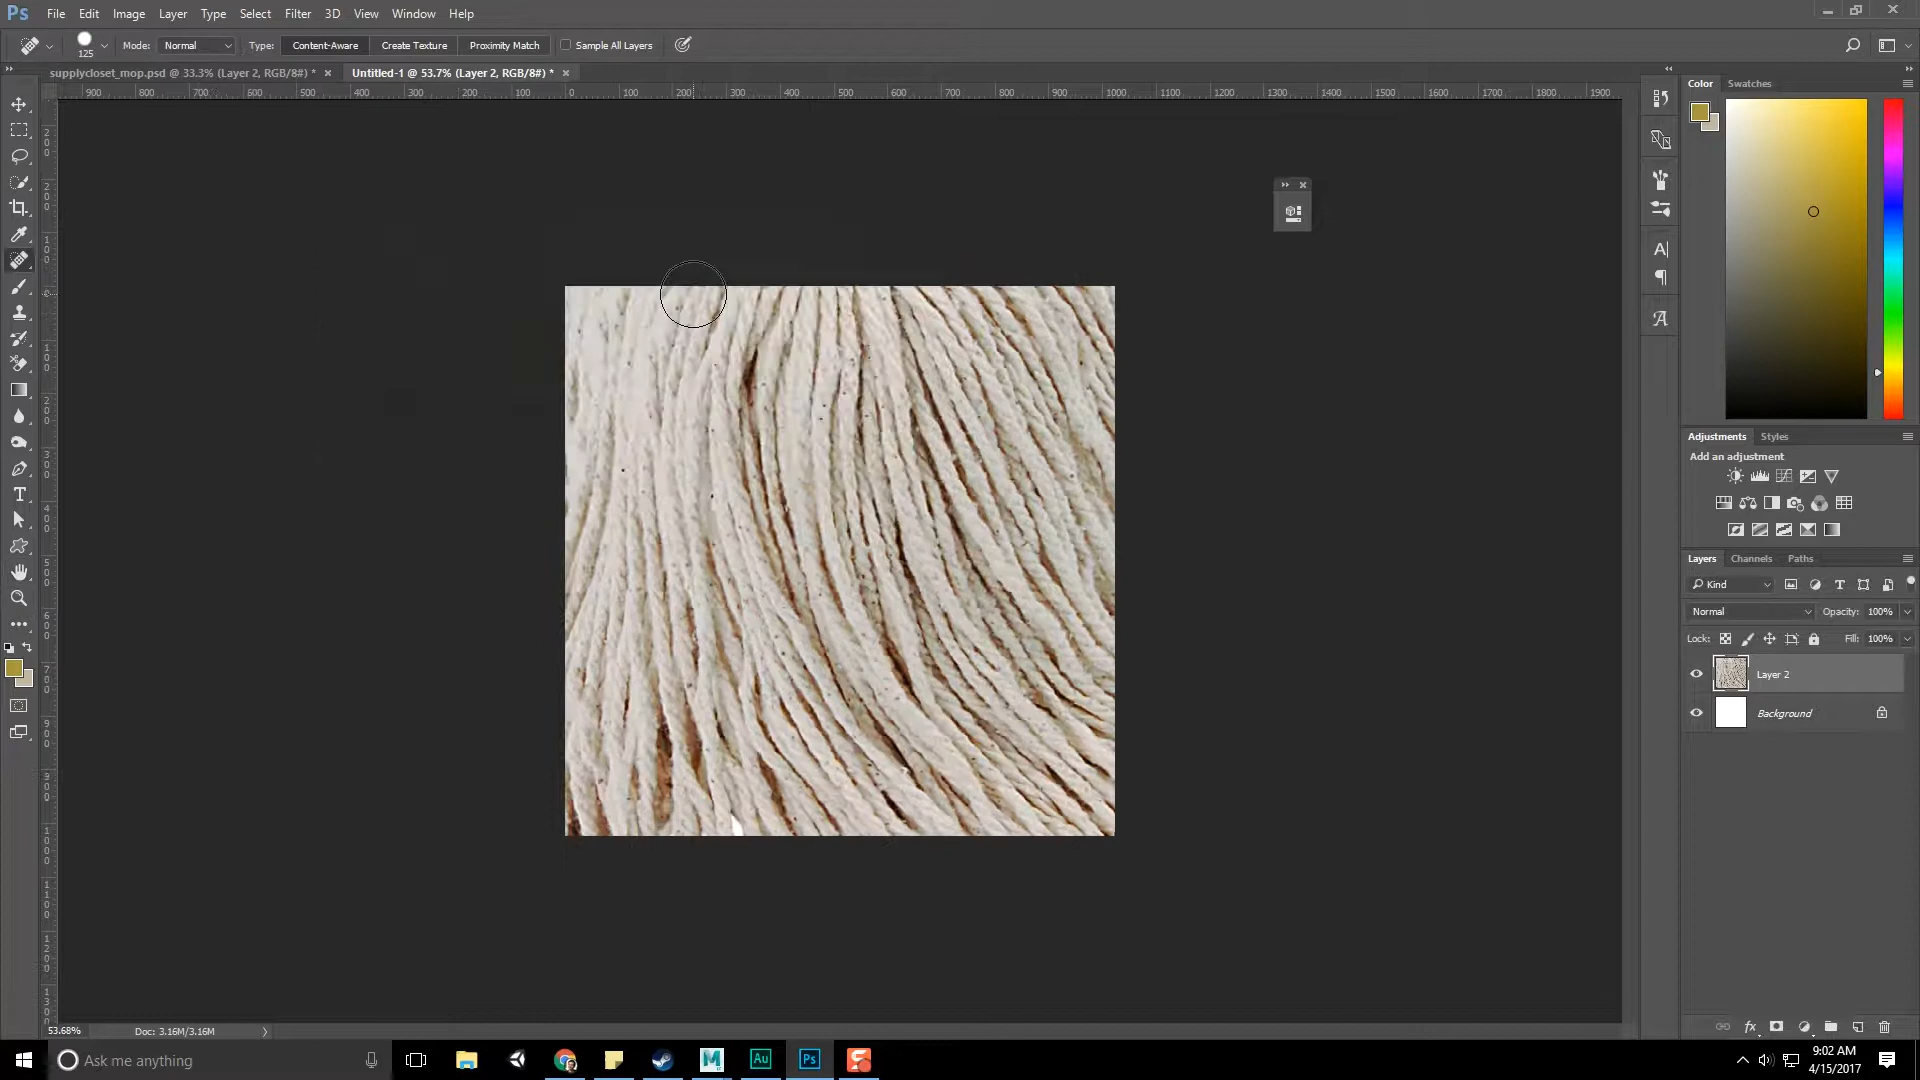 Ps File Edit Image Layer Type Select Filter 3D View Window Help
125 Mode: Normal Type: Content-Aware Create Texture Proximity Match Sample All Layers
supplycloset_mop.psd @ 33.3% (Layer 2, RGB/8#) * × Untitled-1 @ 53.7% (Layer 2, RGB/8#) * ×
900 800 700 600 500 400 300 200 100 0 100 200 300 400 500 600 700 800 900 1000 1100 1200 1300 1400 1500 1600 1700 1800 1900
Color Swatches
Adjustments Styles
Add an adjustment
Layers Channels Paths
Kind
Normal Opacity: 100%
Lock: Fill: 100%
Layer 2
Background
53.68% Doc: 3.16M/3.16M
Ask me anything
M Au Ps S
9:02 AM
4/15/2017